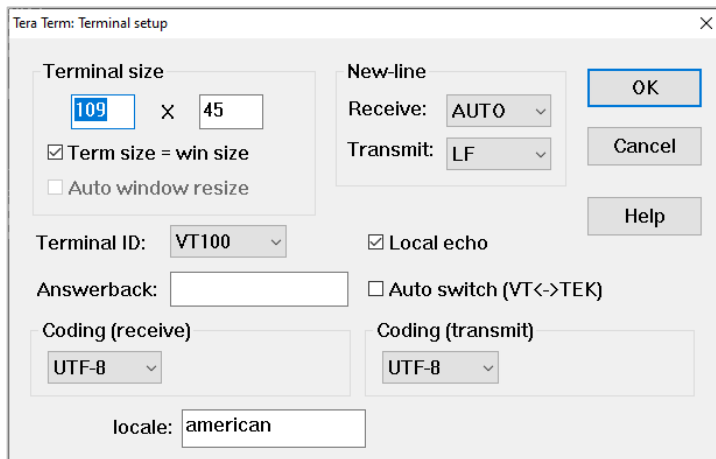 Tera Term: Terminal setup
Terminal size
109 X 45
Term size = win size
Auto window resize
New-line
Receive: AUTO
Transmit: LF
OK
Cancel
Help
Terminal ID: VT100
Local echo
Answerback:
Auto switch (VT<->TEK)
Coding (receive)
UTF-8
Coding (transmit)
UTF-8
locale: american